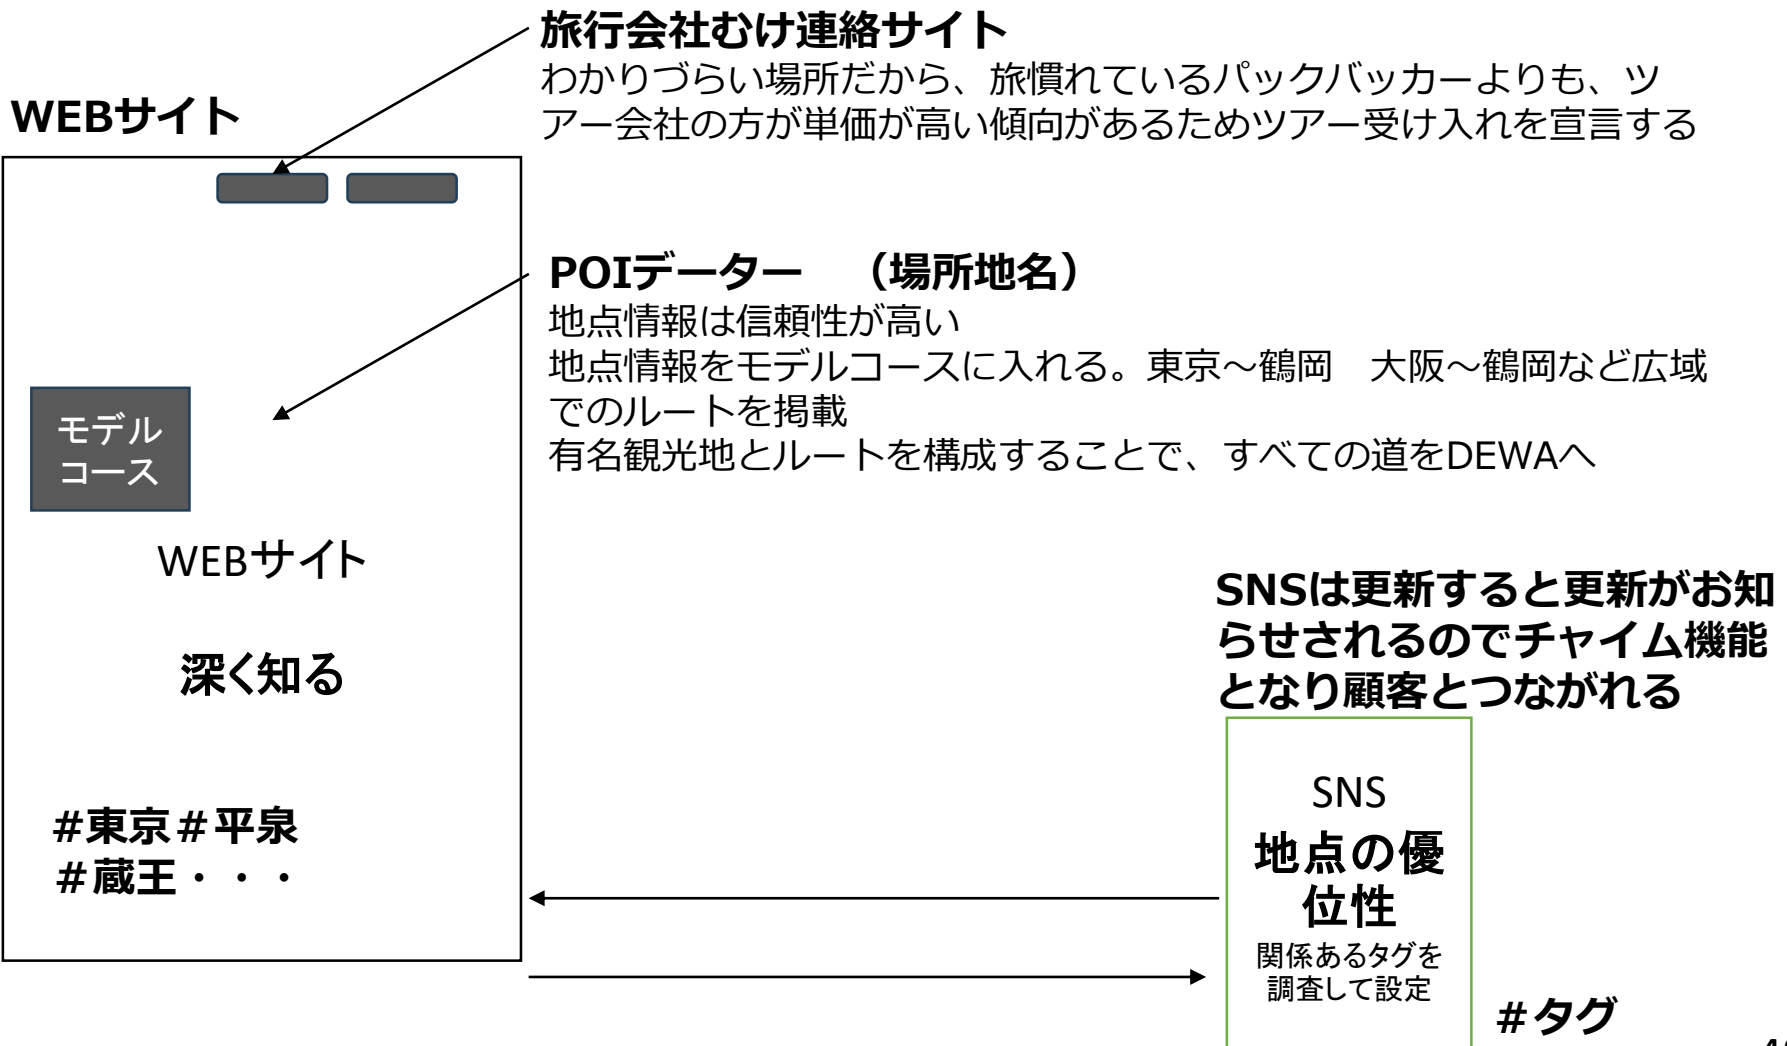 旅行会社むけ連絡サイト
わかりづらい場所だから、旅慣れているパックバッカーよりも、ツ
アー会社の方が単価が高い傾向があるためツアー受け入れを宣言する
WEBサイト
POIデーター　（場所地名）
地点情報は信頼性が高い
地点情報をモデルコースに入れる。東京～鶴岡　大阪～鶴岡など広域
でのルートを掲載
有名観光地とルートを構成することで、すべての道をDEWAへ
モデル
コース
WEBサイト
深く知る
#東京#平泉
#蔵王・・・
SNSは更新すると更新がお知
らせされるのでチャイム機能
となり顧客とつながれる
SNS
地点の優
位性
関係あるタグを
調査して設定
#タグ